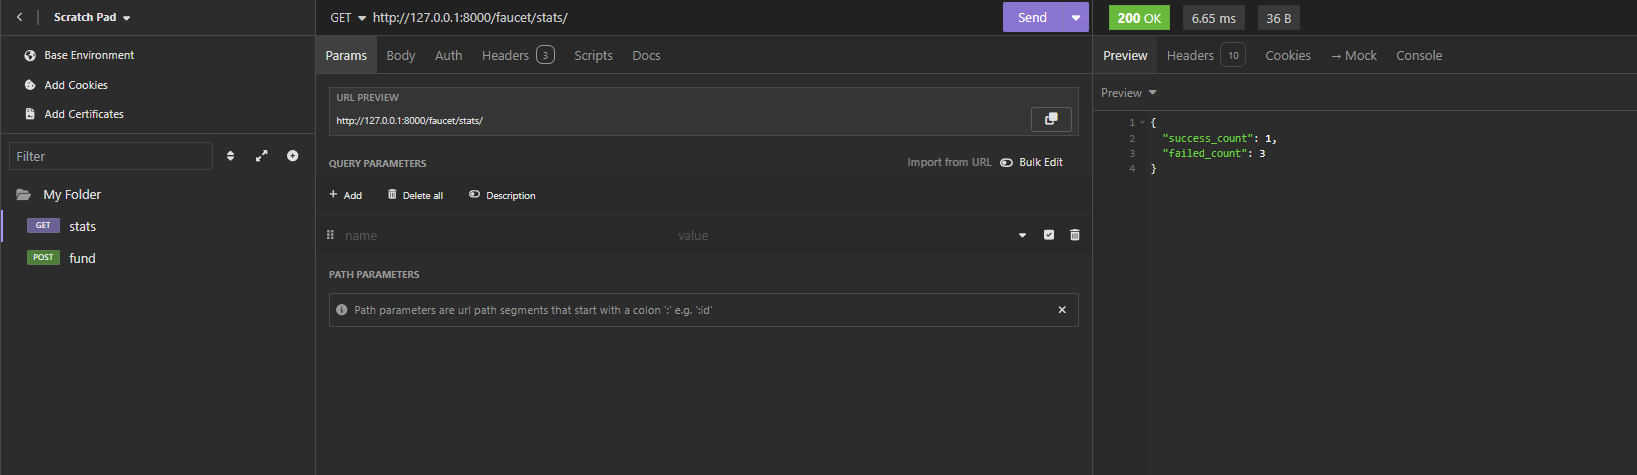 Scratch Pad
Base Environment
Add Cookies
Add Certificates
Filter
My Folder
GET stats
POST fund
GET http://127.0.0.1:8000/faucet/stats/ Send
Params Body Auth Headers 3 Scripts Docs
URL PREVIEW
http://127.0.0.1:8000/faucet/stats/
QUERY PARAMETERS Import from URL Bulk Edit
+ Add Delete all Description
name value
PATH PARAMETERS
Path parameters are url path segments that start with a colon ':' e.g. ':id'
200 OK 6.65 ms 36 B
Preview Headers 10 Cookies → Mock Console
Preview
1 {
2 "success_count": 1,
3 "failed_count": 3
4 }